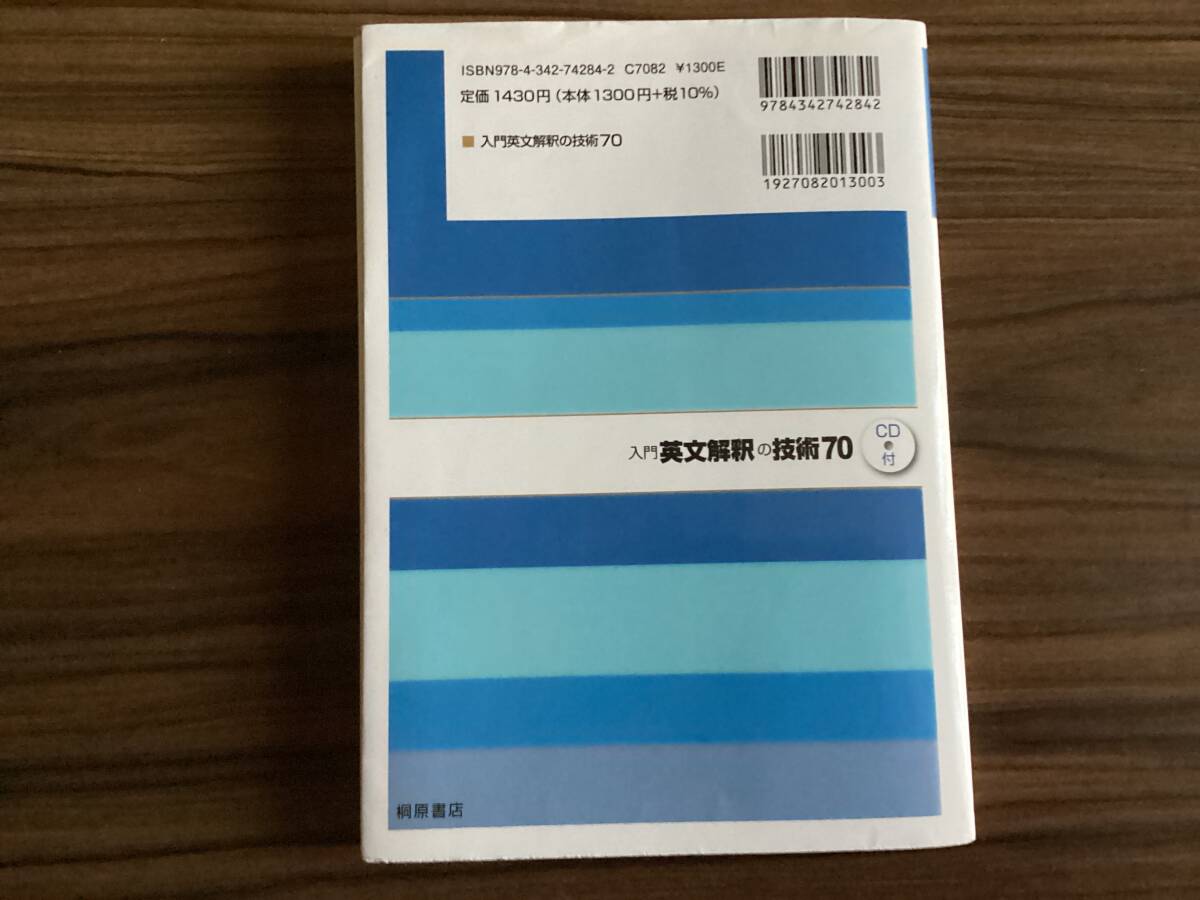 ISBN978-4-342-74284-2 C7082 ¥1300E
定価1430円(本体1300円+税10%)
9784342742842
■ 入門英文解釈の技術70
1927082013003
入門英文解釈の技術70
CD
付
桐原書店